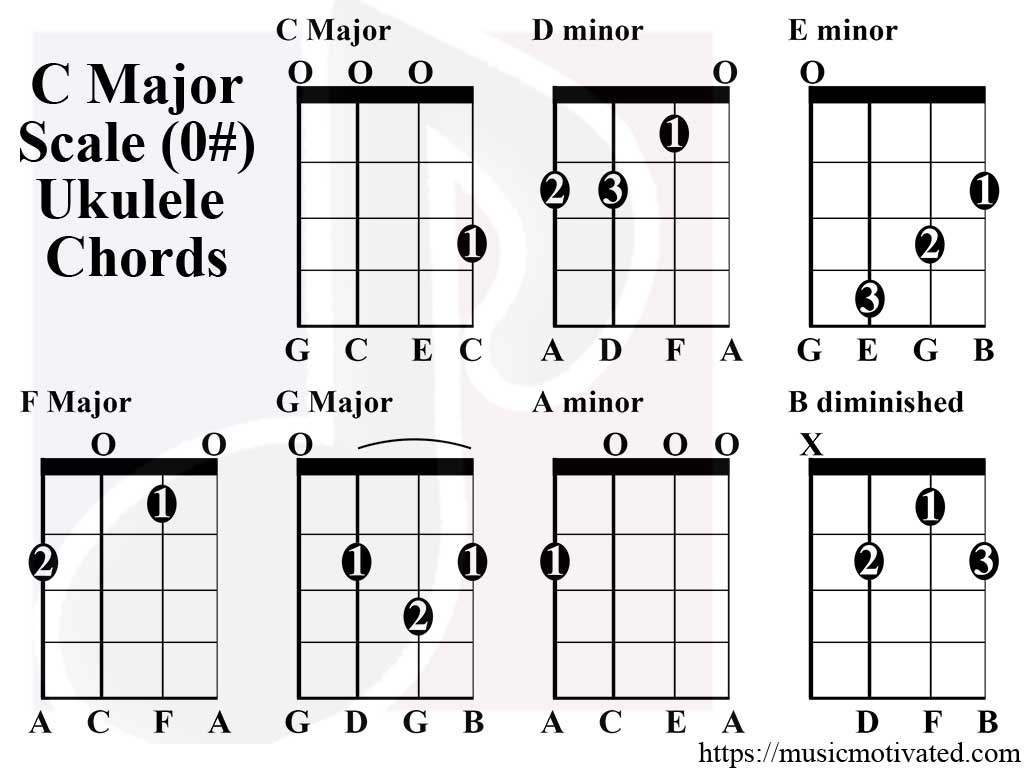 C Major
Scale (0#)
Ukulele
Chords
C Major
O O O
1
G C E C
D minor
O
1
2 3
A D F A
E minor
O
1
2
3
G E G B
F Major
O O
1
2
A C F A
G Major
O
1 1
2
G D G B
A minor
O O O
1
A C E A
B diminished
X
1
2 3
D F B
https://musicmotivated.com/